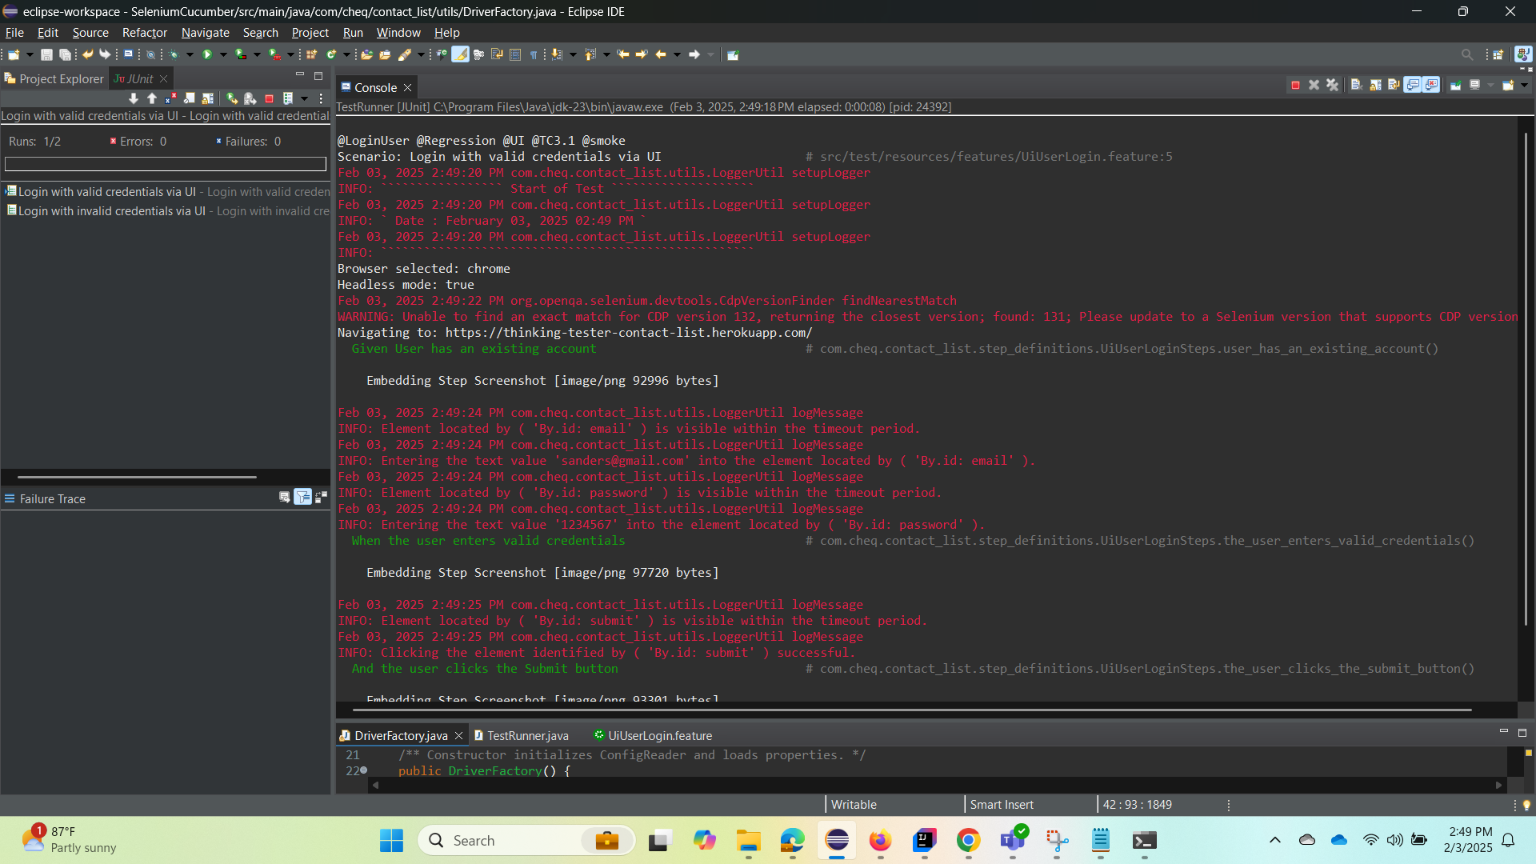 eclipse-workspace - SeleniumCucumber/src/main/java/com/cheq/contact_list/utils/DriverFactory.java - Eclipse IDE
File Edit Source Refactor Navigate Search Project Run Window Help
Project Explorer JUnit
Console
TestRunner [JUnit] C:\Program Files\Java\jdk-23\bin\javaw.exe (Feb 3, 2025, 2:49:18 PM elapsed: 0:00:08) [pid: 24392]
Login with valid credentials via UI - Login with valid credential
Runs: 1/2 Errors: 0 Failures: 0
Login with valid credentials via UI - Login with valid creden
Login with invalid credentials via UI - Login with invalid cre
Failure Trace
@LoginUser @Regression @UI @TC3.1 @smoke
Scenario: Login with valid credentials via UI # src/test/resources/features/UiUserLogin.feature:5
Feb 03, 2025 2:49:20 PM com.cheq.contact_list.utils.LoggerUtil setupLogger
INFO: ````````````````` Start of Test ````````````````````
Feb 03, 2025 2:49:20 PM com.cheq.contact_list.utils.LoggerUtil setupLogger
INFO: ` Date : February 03, 2025 02:49 PM `
Feb 03, 2025 2:49:20 PM com.cheq.contact_list.utils.LoggerUtil setupLogger
INFO: ````````````````````````````````````````````````````
Browser selected: chrome
Headless mode: true
Feb 03, 2025 2:49:22 PM org.openqa.selenium.devtools.CdpVersionFinder findNearestMatch
WARNING: Unable to find an exact match for CDP version 132, returning the closest version; found: 131; Please update to a Selenium version that supports CDP version
Navigating to: https://thinking-tester-contact-list.herokuapp.com/
Given User has an existing account # com.cheq.contact_list.step_definitions.UiUserLoginSteps.user_has_an_existing_account()
Embedding Step Screenshot [image/png 92996 bytes]
Feb 03, 2025 2:49:24 PM com.cheq.contact_list.utils.LoggerUtil logMessage
INFO: Element located by ( 'By.id: email' ) is visible within the timeout period.
Feb 03, 2025 2:49:24 PM com.cheq.contact_list.utils.LoggerUtil logMessage
INFO: Entering the text value 'sanders@gmail.com' into the element located by ( 'By.id: email' ).
Feb 03, 2025 2:49:24 PM com.cheq.contact_list.utils.LoggerUtil logMessage
INFO: Element located by ( 'By.id: password' ) is visible within the timeout period.
Feb 03, 2025 2:49:24 PM com.cheq.contact_list.utils.LoggerUtil logMessage
INFO: Entering the text value '1234567' into the element located by ( 'By.id: password' ).
When the user enters valid credentials # com.cheq.contact_list.step_definitions.UiUserLoginSteps.the_user_enters_valid_credentials()
Embedding Step Screenshot [image/png 97720 bytes]
Feb 03, 2025 2:49:25 PM com.cheq.contact_list.utils.LoggerUtil logMessage
INFO: Element located by ( 'By.id: submit' ) is visible within the timeout period.
Feb 03, 2025 2:49:25 PM com.cheq.contact_list.utils.LoggerUtil logMessage
INFO: Clicking the element identified by ( 'By.id: submit' ) successful.
And the user clicks the Submit button # com.cheq.contact_list.step_definitions.UiUserLoginSteps.the_user_clicks_the_submit_button()
Embedding Step Screenshot [image/png 93301 bytes]
DriverFactory.java TestRunner.java UiUserLogin.feature
21 /** Constructor initializes ConfigReader and loads properties. */
22 public DriverFactory() {
Writable Smart Insert 42 : 93 : 1849
1 87°F
Partly sunny
Search
2:49 PM
2/3/2025